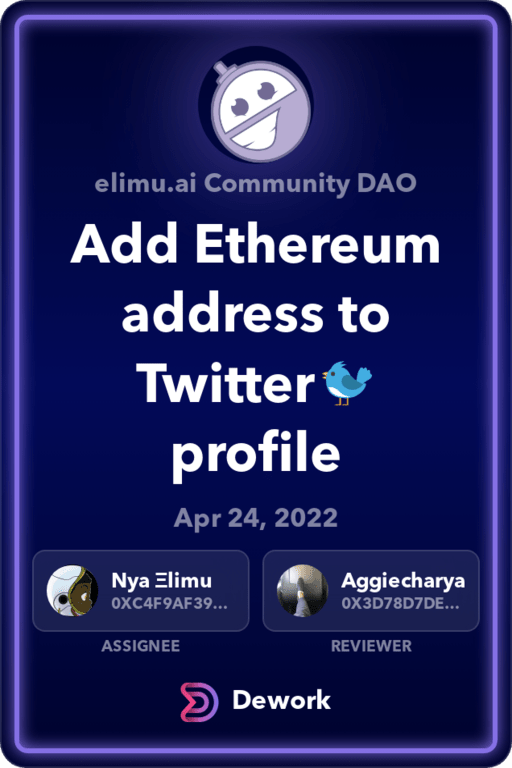 elimu.ai Community DAO
Add Ethereum
address to
Twitter🐦
profile
Apr 24, 2022
Nya Ξlimu
0XC4F9AF39...
ASSIGNEE
Aggiecharya
0X3D78D7DE...
REVIEWER
Dework